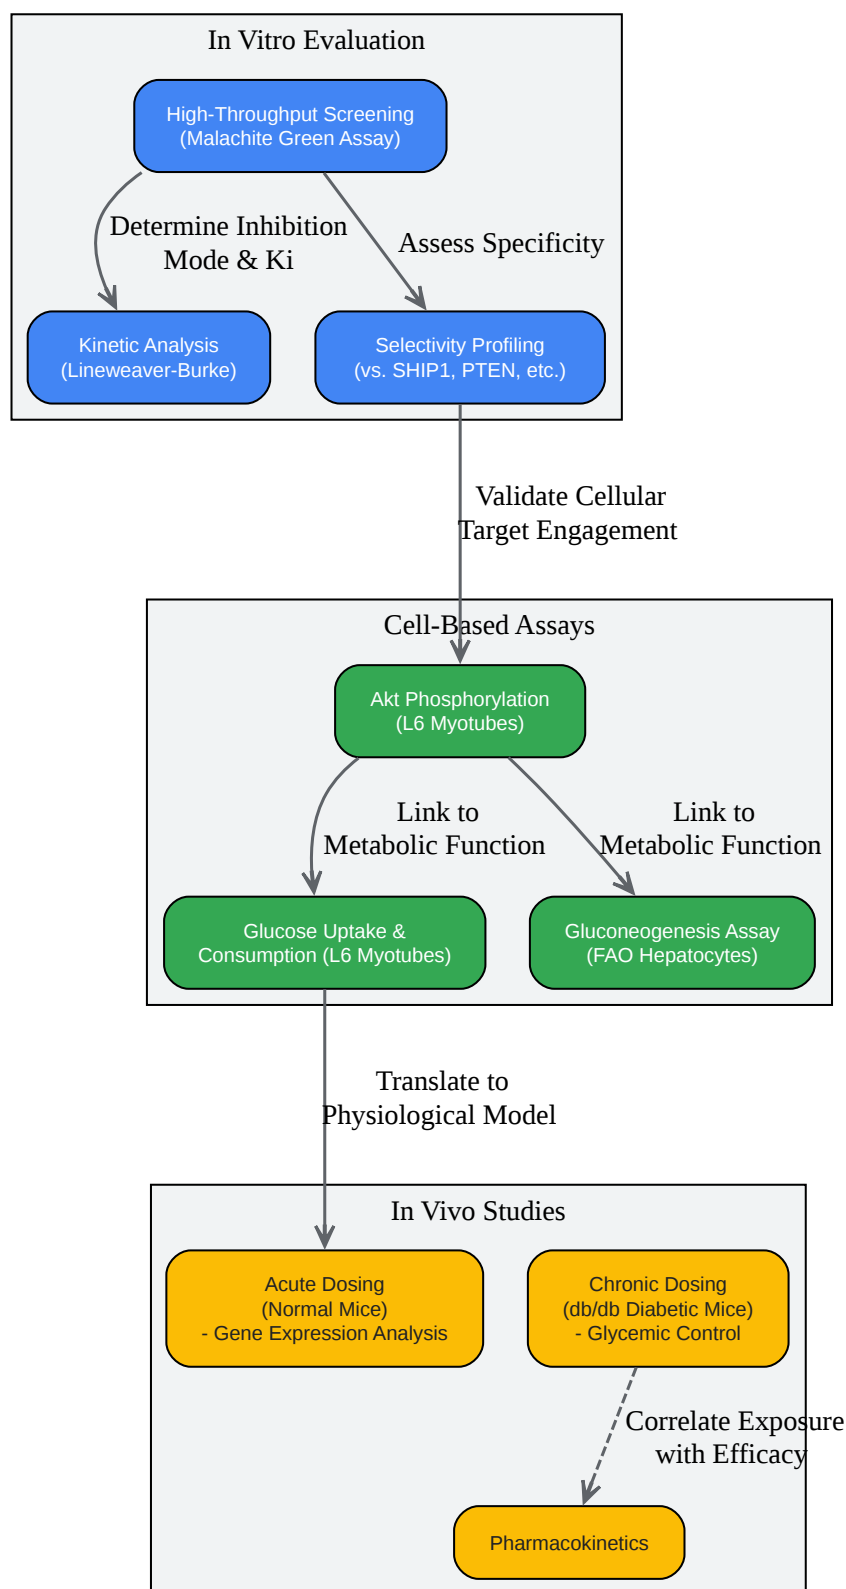 In Vitro Evaluation
High-Throughput Screening
(Malachite Green Assay)
Determine Inhibition
Mode & Ki
Assess Specificity
Kinetic Analysis
(Lineweaver-Burke)
Selectivity Profiling
(vs. SHIP1, PTEN, etc.)
Validate Cellular
Target Engagement
Cell-Based Assays
Akt Phosphorylation
(L6 Myotubes)
Link to
Metabolic Function
Link to
Metabolic Function
Glucose Uptake &
Consumption (L6 Myotubes)
Gluconeogenesis Assay
(FAO Hepatocytes)
Translate to
Physiological Model
In Vivo Studies
Acute Dosing
(Normal Mice)
- Gene Expression Analysis
Chronic Dosing
(db/db Diabetic Mice)
- Glycemic Control
Correlate Exposure
with Efficacy
Pharmacokinetics